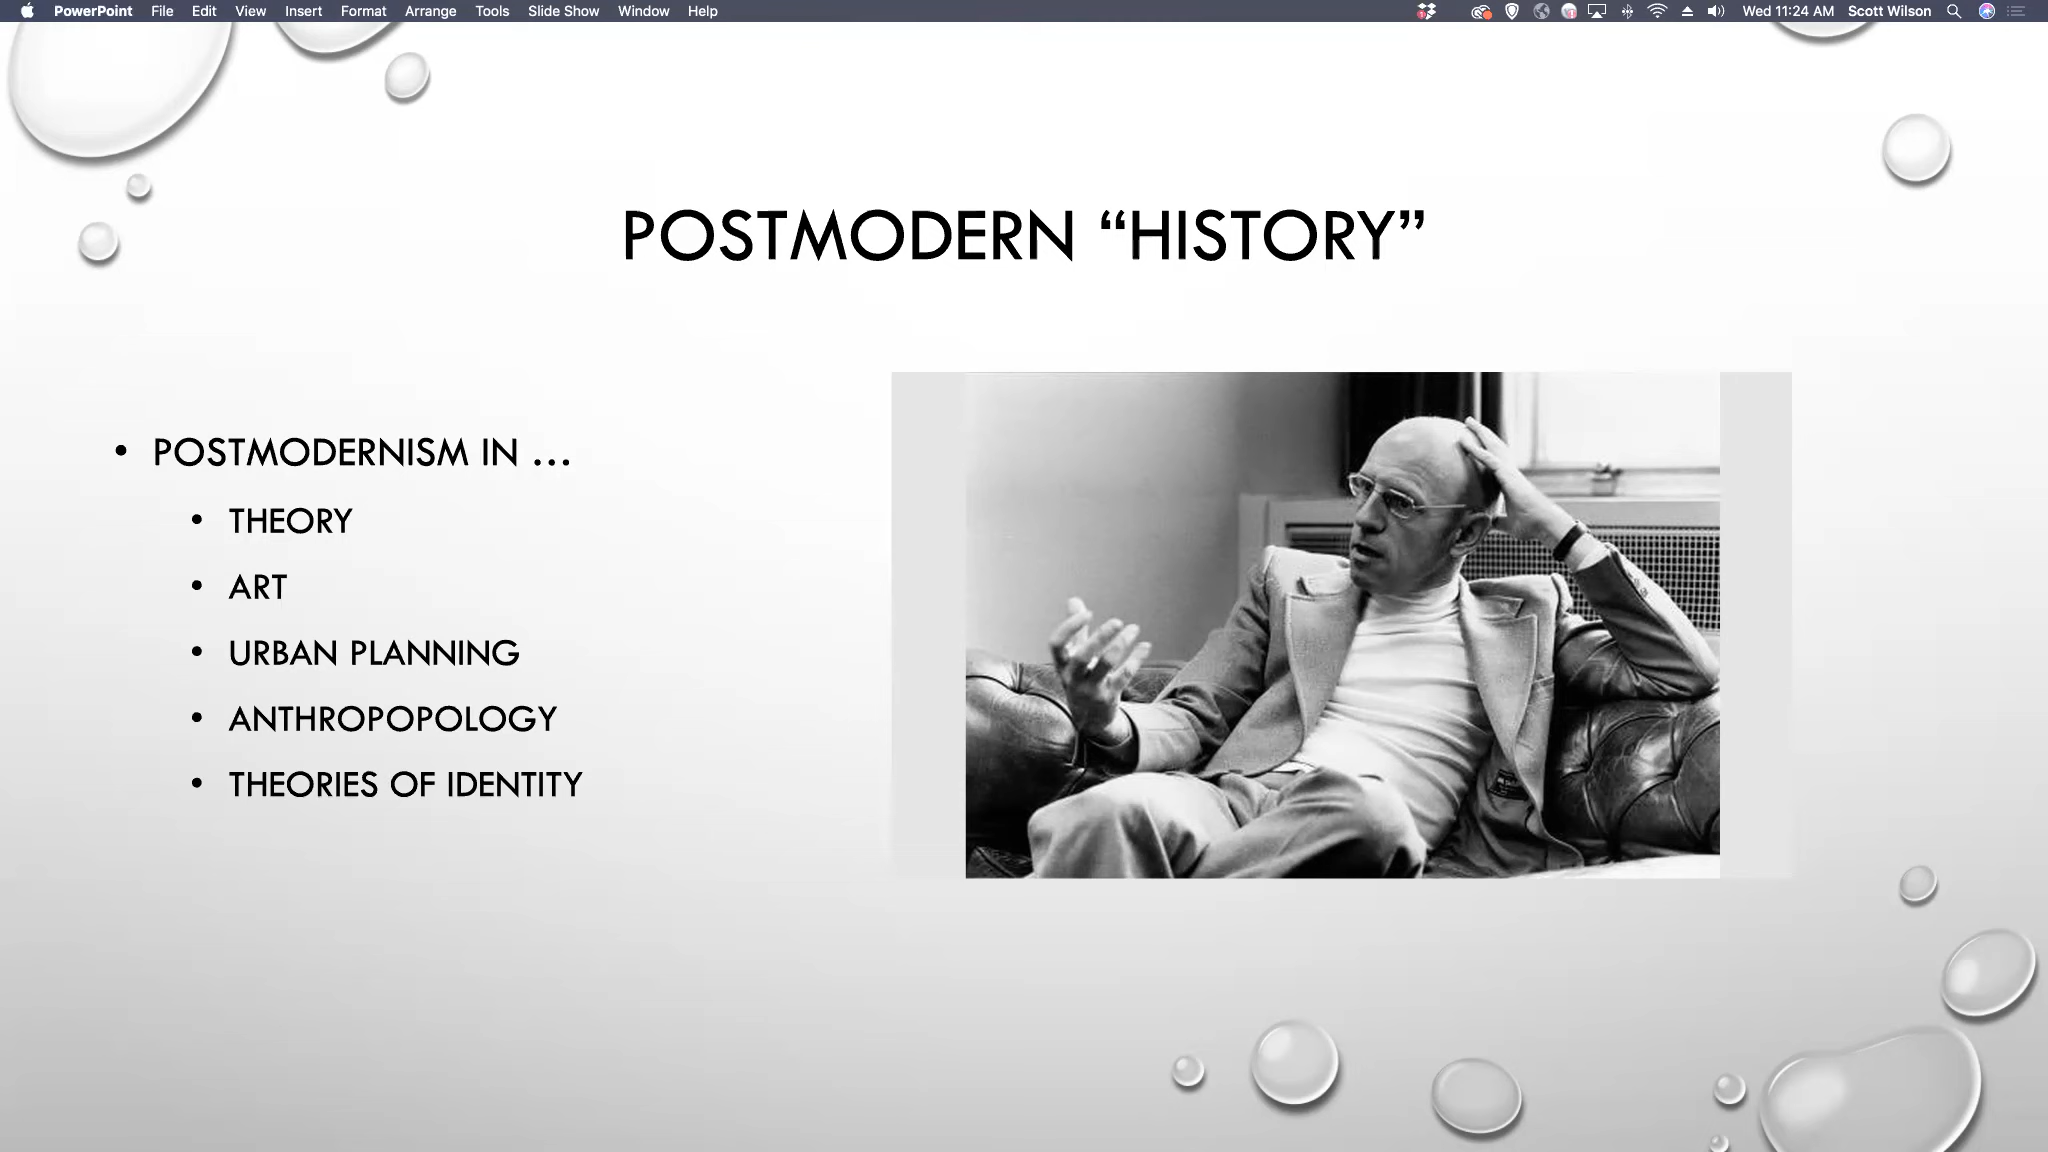 PowerPoint File Edit View Insert Format Arrange Tools Slide Show Window Help Wed 11:24 AM Scott Wilson
POSTMODERN “HISTORY”
• POSTMODERNISM IN …
• THEORY
• ART
• URBAN PLANNING
• ANTHROPOPOLOGY
• THEORIES OF IDENTITY